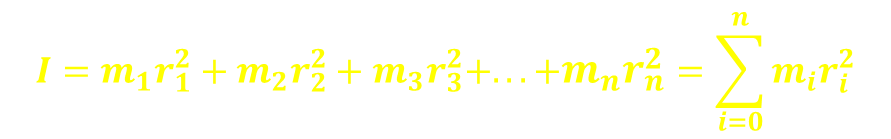 I = m₁r₁² + m₂r₂² + m₃r₃²+...+mₙrₙ² = ∑ᵢ₌₀ⁿ mᵢrᵢ²